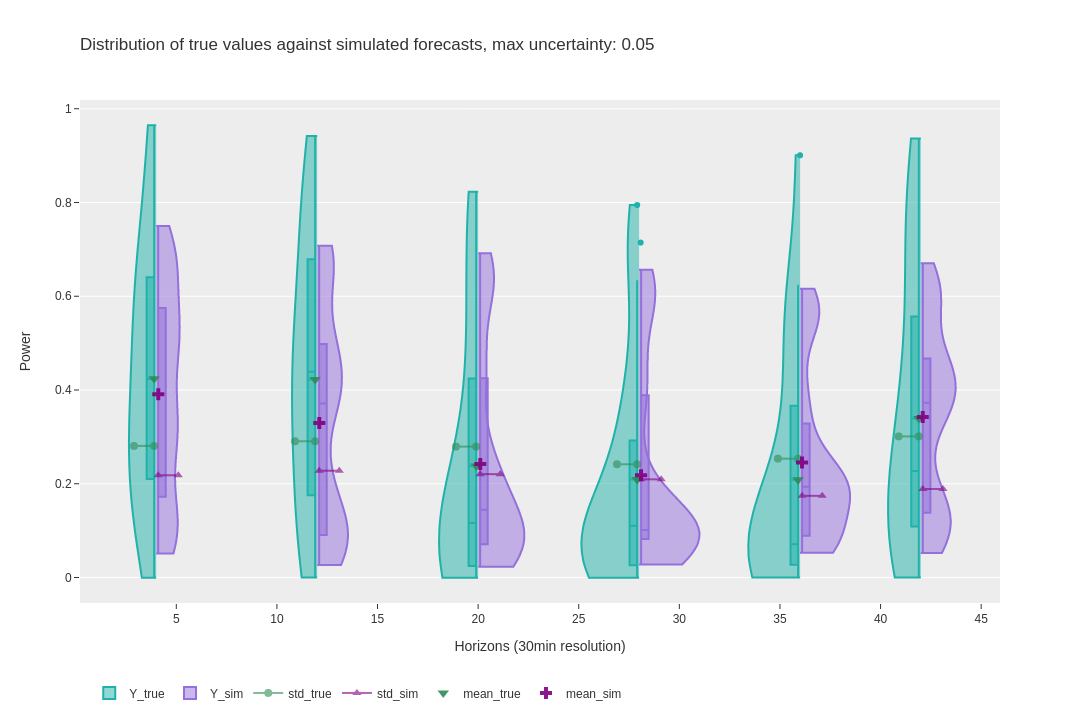 Distribution of true values against simulated forecasts, max uncertainty: 0.05
1
0.8
0.6
0.4
0.2
0
Power
5 10 15 20 25 30 35 40 45
Horizons (30min resolution)
Y_true Y_sim std_true std_sim mean_true mean_sim